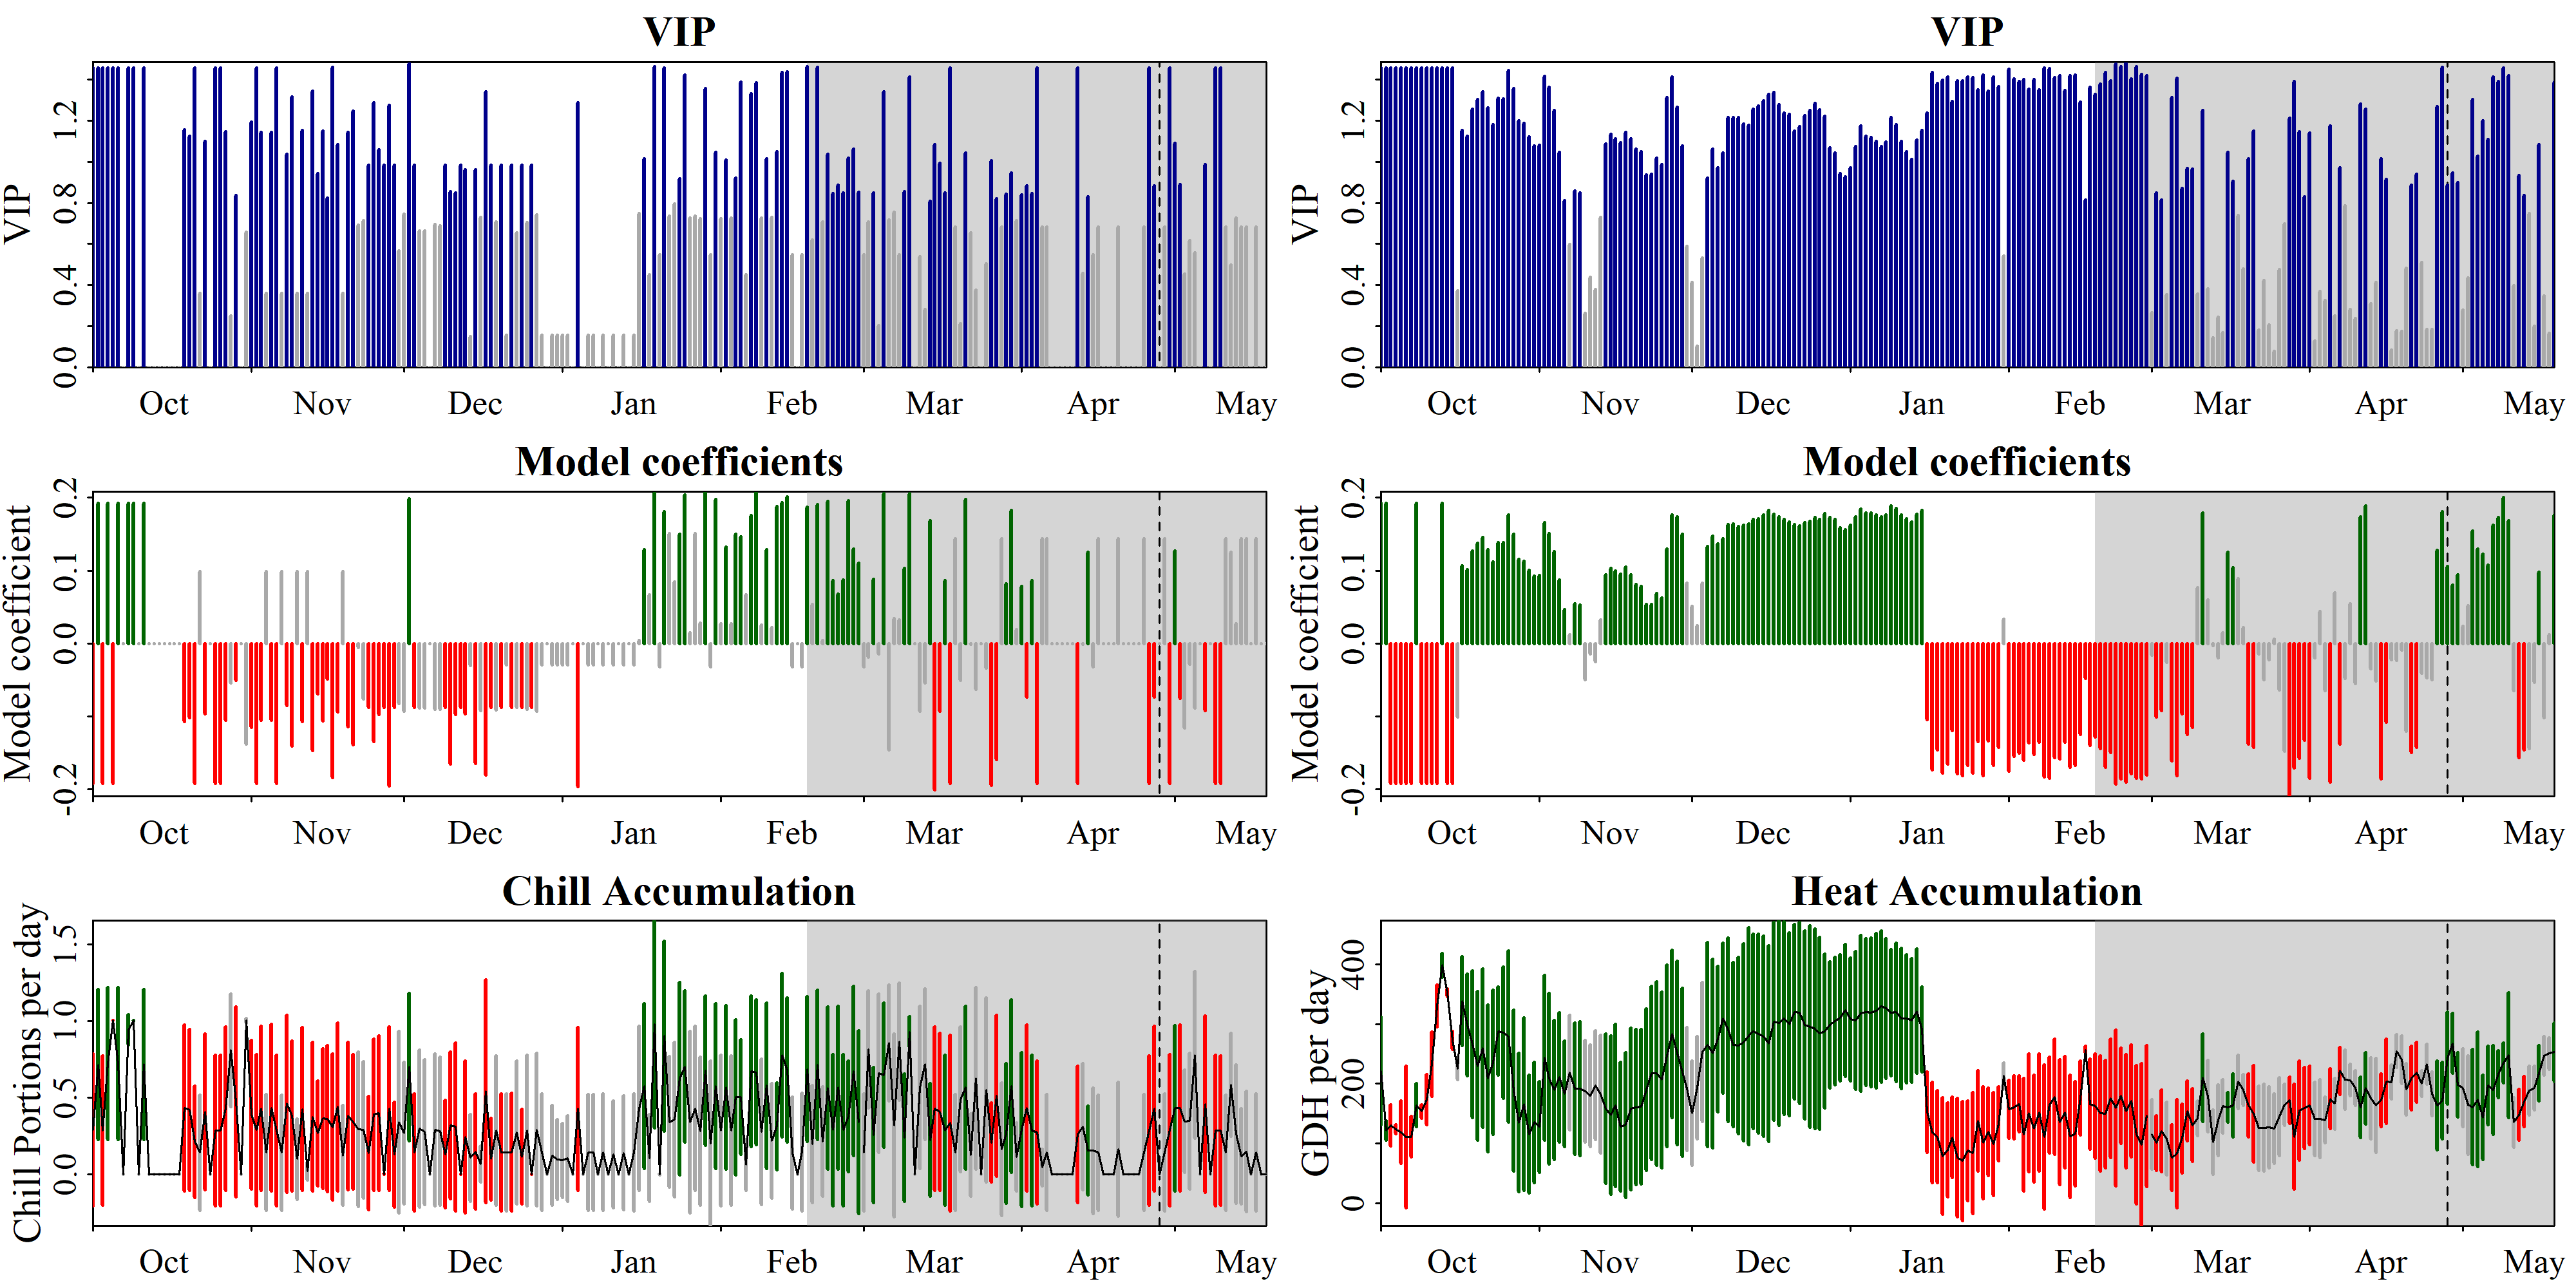 VIP
VIP
0.0 0.4 0.8 1.2
Oct Nov Dec Jan Feb Mar Apr May
VIP
VIP
0.0 0.4 0.8 1.2
Oct Nov Dec Jan Feb Mar Apr May
Model coefficients
Model coefficient
-0.2 0.0 0.1 0.2
Oct Nov Dec Jan Feb Mar Apr May
Model coefficients
Model coefficient
-0.2 0.0 0.1 0.2
Oct Nov Dec Jan Feb Mar Apr May
Chill Accumulation
Chill Portions per day
0.0 0.5 1.0 1.5
Oct Nov Dec Jan Feb Mar Apr May
Heat Accumulation
GDH per day
0 200 400
Oct Nov Dec Jan Feb Mar Apr May